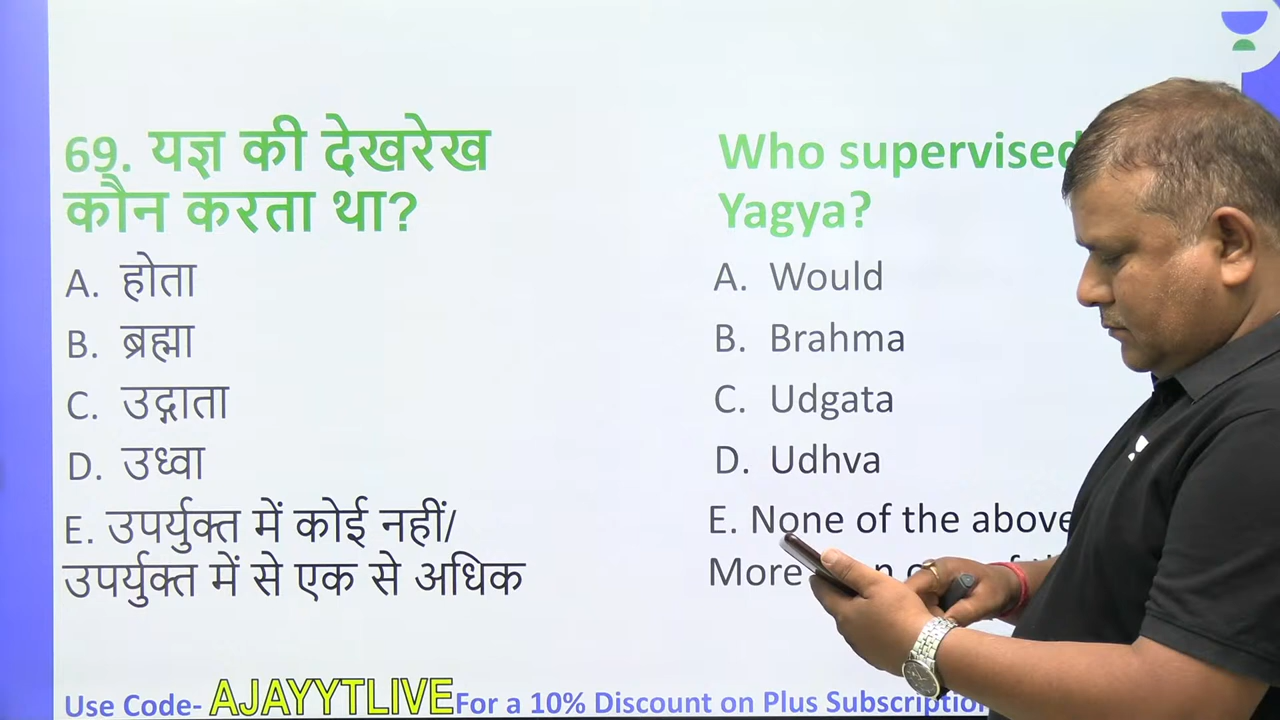 69. यज्ञ की देखरेख
कौन करता था?
A. होता
B. ब्रह्मा
C. उद्गाता
D. उध्वा
E. उपर्युक्त में कोई नहीं/
उपर्युक्त में से एक से अधिक
Who supervised
Yagya?
A. Would
B. Brahma
C. Udgata
D. Udhva
E. None of the above
More
Use Code- AJAYYTLIVE For a 10% Discount on Plus Subscription